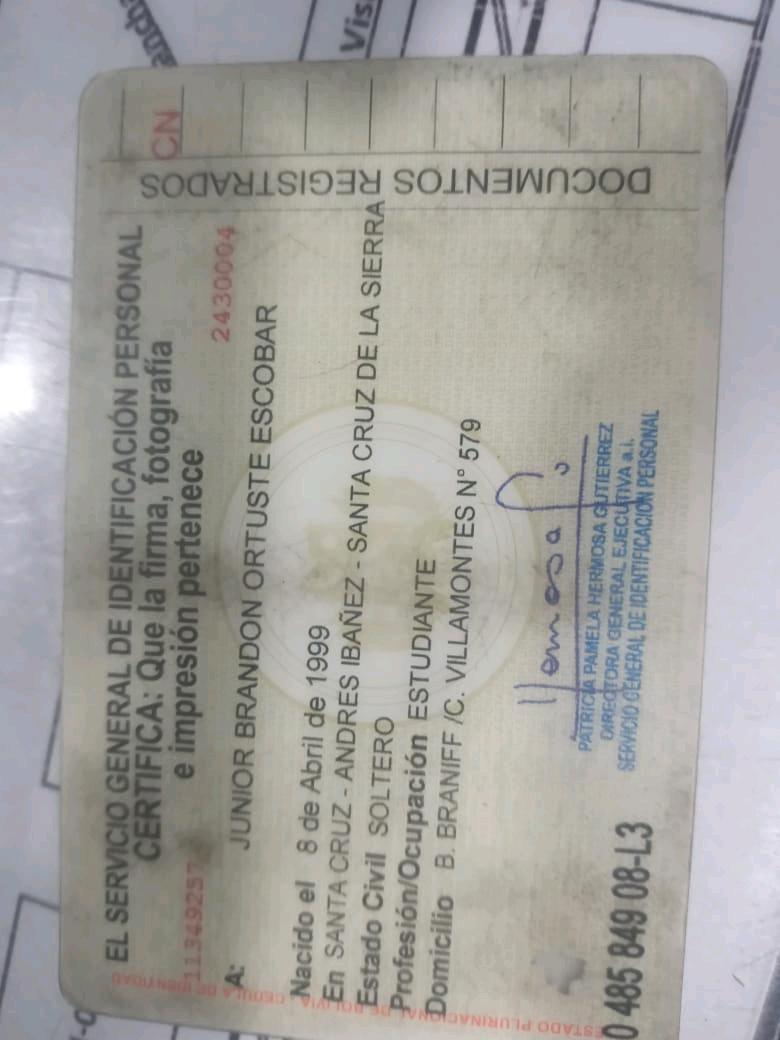 EL SERVICIO GENERAL DE IDENTIFICACIÓN PERSONAL
CERTIFICA: Que la firma, fotografía
e impresión pertenece
11349257
2430004
A: JUNIOR BRANDON ORTUSTE ESCOBAR
Nacido el 8 de Abril de 1999
En SANTA CRUZ - ANDRES IBAÑEZ - SANTA CRUZ DE LA SIERRA
Estado Civil SOLTERO
Profesión/Ocupación ESTUDIANTE
Domicilio B. BRANIFF /C. VILLAMONTES N° 579
PATRICIA PAMELA HERMOSA GUTIERREZ
DIRECTORA GENERAL EJECUTIVA a.i.
SERVICIO GENERAL DE IDENTIFICACIÓN PERSONAL
0 485 849 08-L3
ESTADO PLURINACIONAL DE BOLIVIA CEDULA DE IDENTIDAD
DOCUMENTOS REGISTRADOS
CN